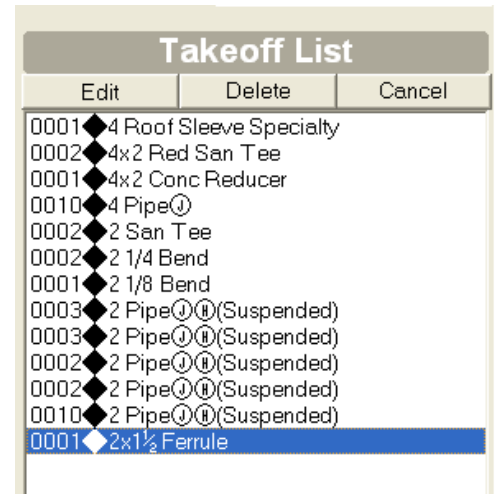 Takeoff List
Edit Delete Cancel
0001◆4 Roof Sleeve Specialty
0002◆4x2 Red San Tee
0001◆4x2 Conc Reducer
0010◆4 PipeⒿ
0002◆2 San Tee
0002◆2 1/4 Bend
0001◆2 1/8 Bend
0003◆2 PipeⒿⒽ(Suspended)
0003◆2 PipeⒿⒽ(Suspended)
0002◆2 PipeⒿⒽ(Suspended)
0002◆2 PipeⒿⒽ(Suspended)
0010◆2 PipeⒿⒽ(Suspended)
0001◆2x1½ Ferrule